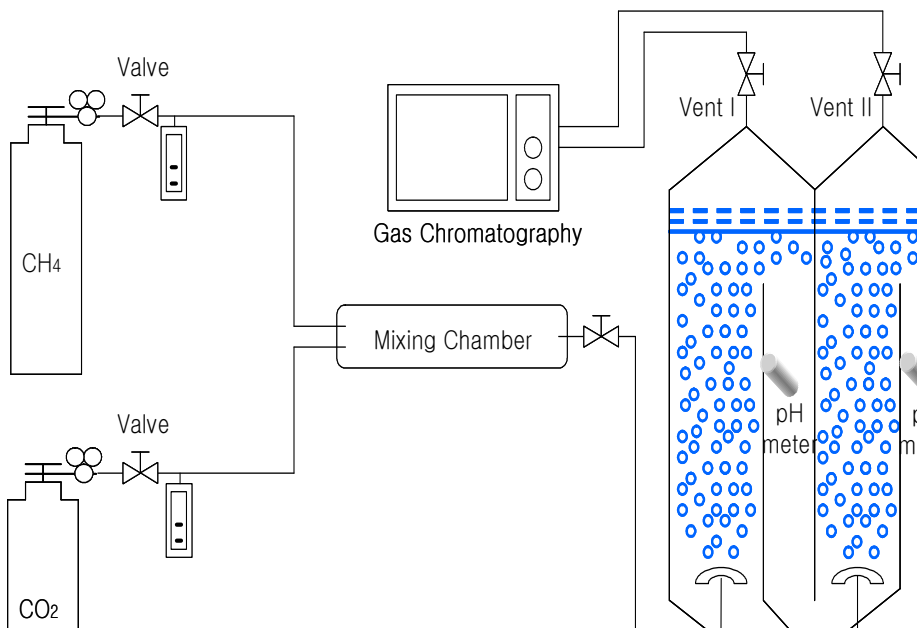 Valve
Vent I
Vent II
Gas Chromatography
CH4
Mixing Chamber
pH
meter
Valve
CO2